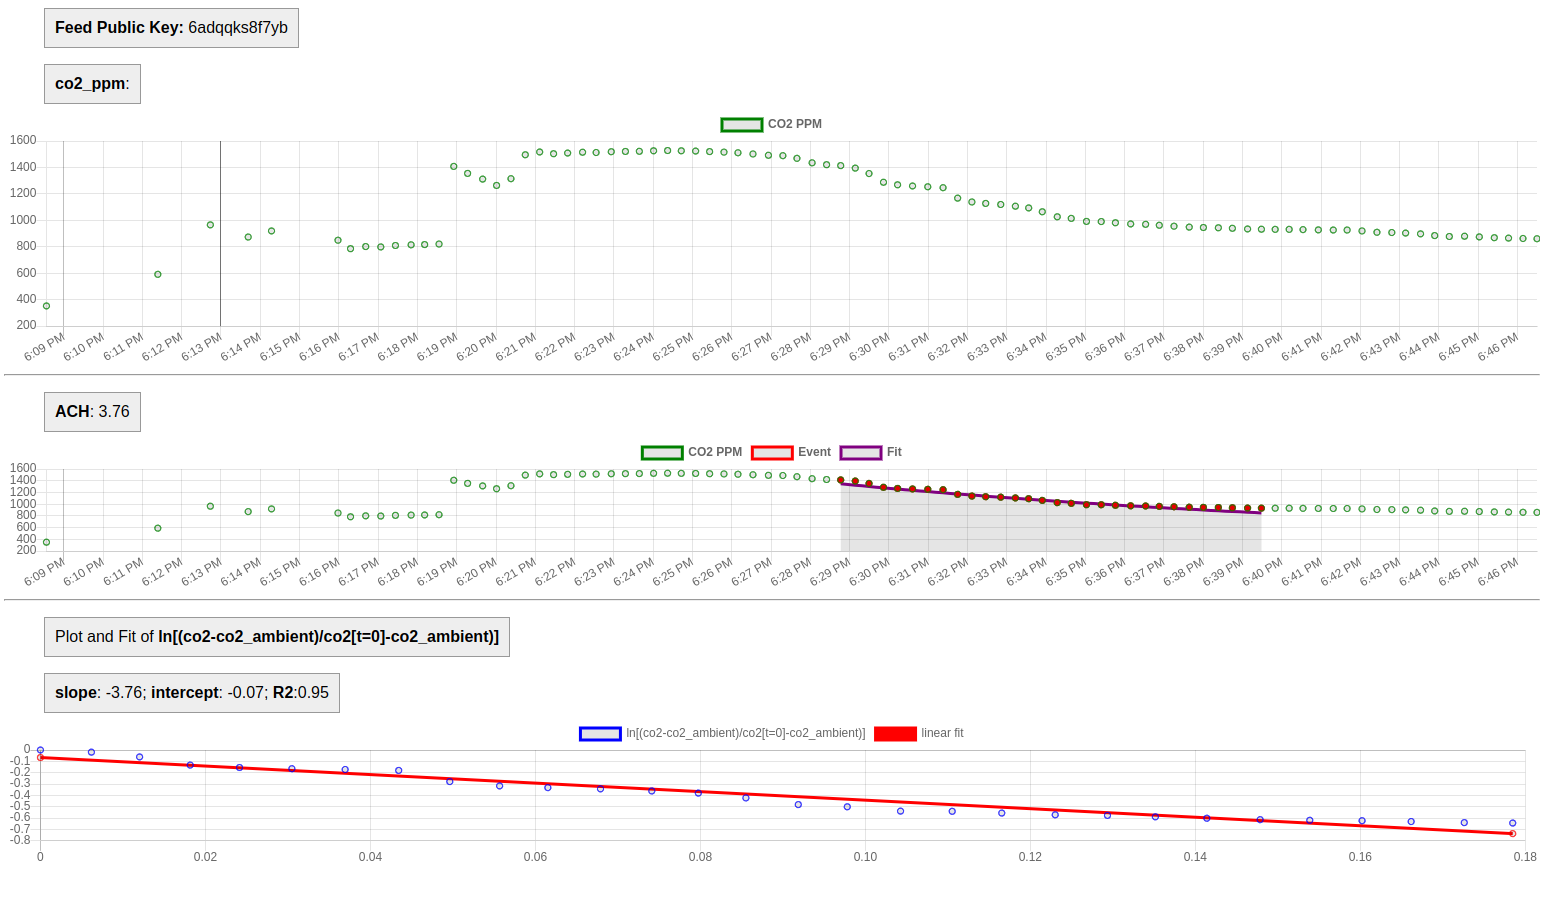 Feed Public Key: 6adqqks8f7yb
co2_ppm:
CO2 PPM
1600
1400
1200
1000
800
600
400
200
6:09 PM 6:10 PM 6:11 PM 6:12 PM 6:13 PM 6:14 PM 6:15 PM 6:16 PM 6:17 PM 6:18 PM 6:19 PM 6:20 PM 6:21 PM 6:22 PM 6:23 PM 6:24 PM 6:25 PM 6:26 PM 6:27 PM 6:28 PM 6:29 PM 6:30 PM 6:31 PM 6:32 PM 6:33 PM 6:34 PM 6:35 PM 6:36 PM 6:37 PM 6:38 PM 6:39 PM 6:40 PM 6:41 PM 6:42 PM 6:43 PM 6:44 PM 6:45 PM 6:46 PM
ACH: 3.76
CO2 PPM Event Fit
1600
1400
1200
1000
800
600
400
200
6:09 PM 6:10 PM 6:11 PM 6:12 PM 6:13 PM 6:14 PM 6:15 PM 6:16 PM 6:17 PM 6:18 PM 6:19 PM 6:20 PM 6:21 PM 6:22 PM 6:23 PM 6:24 PM 6:25 PM 6:26 PM 6:27 PM 6:28 PM 6:29 PM 6:30 PM 6:31 PM 6:32 PM 6:33 PM 6:34 PM 6:35 PM 6:36 PM 6:37 PM 6:38 PM 6:39 PM 6:40 PM 6:41 PM 6:42 PM 6:43 PM 6:44 PM 6:45 PM 6:46 PM
Plot and Fit of ln[(co2-co2_ambient)/co2[t=0]-co2_ambient)]
slope: -3.76; intercept: -0.07; R2:0.95
ln[(co2-co2_ambient)/co2[t=0]-co2_ambient)] linear fit
0
-0.1
-0.2
-0.3
-0.4
-0.5
-0.6
-0.7
-0.8
0 0.02 0.04 0.06 0.08 0.10 0.12 0.14 0.16 0.18